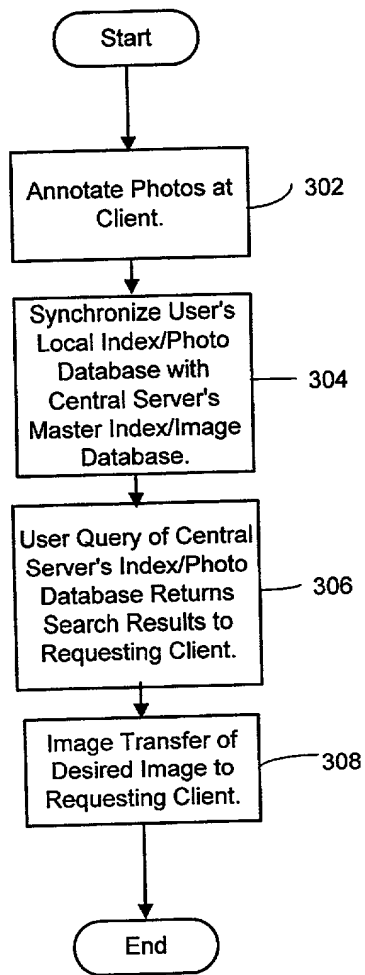 Start
Annotate Photos at
Client.
302
Synchronize User's
Local Index/Photo
Database with
Central Server's
Master Index/Image
Database.
304
User Query of Central
Server's Index/Photo
Database Returns
Search Results to
Requesting Client.
306
Image Transfer of
Desired Image to
Requesting Client.
308
End